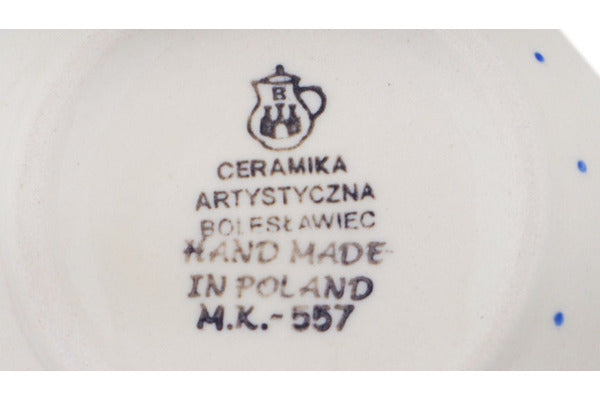 B
CERAMIKA
ARTYSTYCZNA
BOLESŁAWIEC
HAND MADE
IN POLAND
M.K.-557